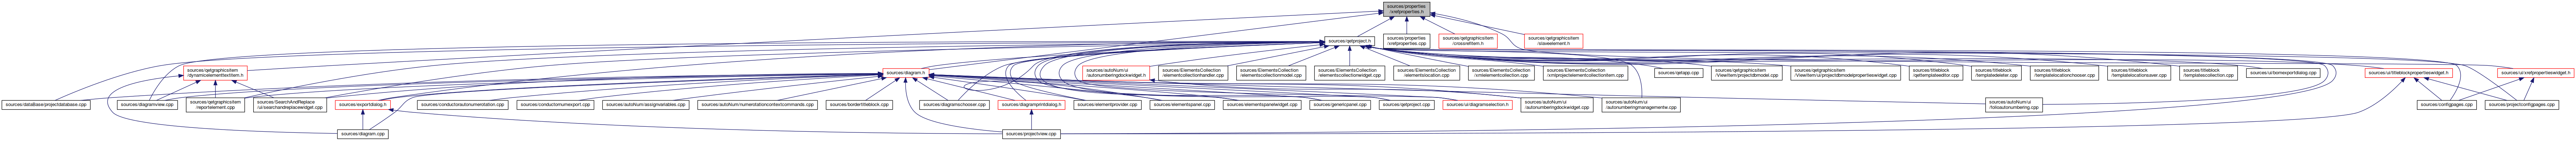 sources/properties
/xrefproperties.h
sources/qetproject.h
sources/properties
/xrefproperties.cpp
sources/qetgraphicsitem
/crossrefitem.h
sources/qetgraphicsitem
/slaveelement.h
sources/qetgraphicsitem
/dynamicelementtextitem.h
sources/diagram.h
sources/autoNum/ui
/autonumberingdockwidget.h
sources/ElementsCollection
/elementcollectionhandler.cpp
sources/ElementsCollection
/elementscollectionmodel.cpp
sources/ElementsCollection
/elementscollectionwidget.cpp
sources/ElementsCollection
/elementslocation.cpp
sources/ElementsCollection
/xmlelementcollection.cpp
sources/ElementsCollection
/xmlprojectelementcollectionitem.cpp
sources/qetapp.cpp
sources/qetgraphicsitem
/ViewItem/projectdbmodel.cpp
sources/qetgraphicsitem
/ViewItem/ui/projectdbmodelpropertieswidget.cpp
sources/titleblock
/qettemplateeditor.cpp
sources/titleblock
/templatedeleter.cpp
sources/titleblock
/templatelocationchooser.cpp
sources/titleblock
/templatelocationsaver.cpp
sources/titleblock
/templatescollection.cpp
sources/ui/bomexportdialog.cpp
sources/ui/titleblockpropertieswidget.h
sources/ui/xrefpropertieswidget.h
sources/database/projectdatabase.cpp
sources/diagramview.cpp
sources/qetgraphicsitem
/reportelement.cpp
sources/SearchAndReplace
/ui/searchandreplacewidget.cpp
sources/exportdialog.h
sources/conductorautonumerotation.cpp
sources/conductornumexport.cpp
sources/autoNum/assignvariables.cpp
sources/autoNum/numerotationcontextcommands.cpp
sources/bordertitleblock.cpp
sources/diagramschooser.cpp
sources/diagramprintdialog.h
sources/elementprovider.cpp
sources/elementspanel.cpp
sources/elementspanelwidget.cpp
sources/genericpanel.cpp
sources/qetproject.cpp
sources/ui/diagramselection.h
sources/autoNum/ui
/autonumberingdockwidget.cpp
sources/autoNum/ui
/autonumberingmanagementw.cpp
sources/autoNum/ui
/folioautonumbering.cpp
sources/configpages.cpp
sources/projectconfigpages.cpp
sources/diagram.cpp
sources/projectview.cpp